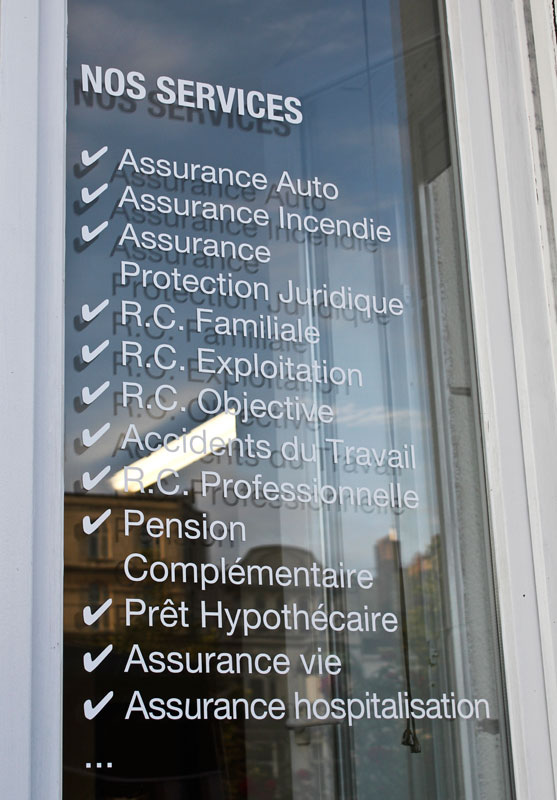 NOS SERVICES
✔ Assurance Auto
✔ Assurance Incendie
✔ Assurance
Protection Juridique
✔ R.C. Familiale
✔ R.C. Exploitation
✔ R.C. Objective
✔ Accidents du Travail
✔ R.C. Professionnelle
✔ Pension
Complémentaire
✔ Prêt Hypothécaire
✔ Assurance vie
✔ Assurance hospitalisation
...